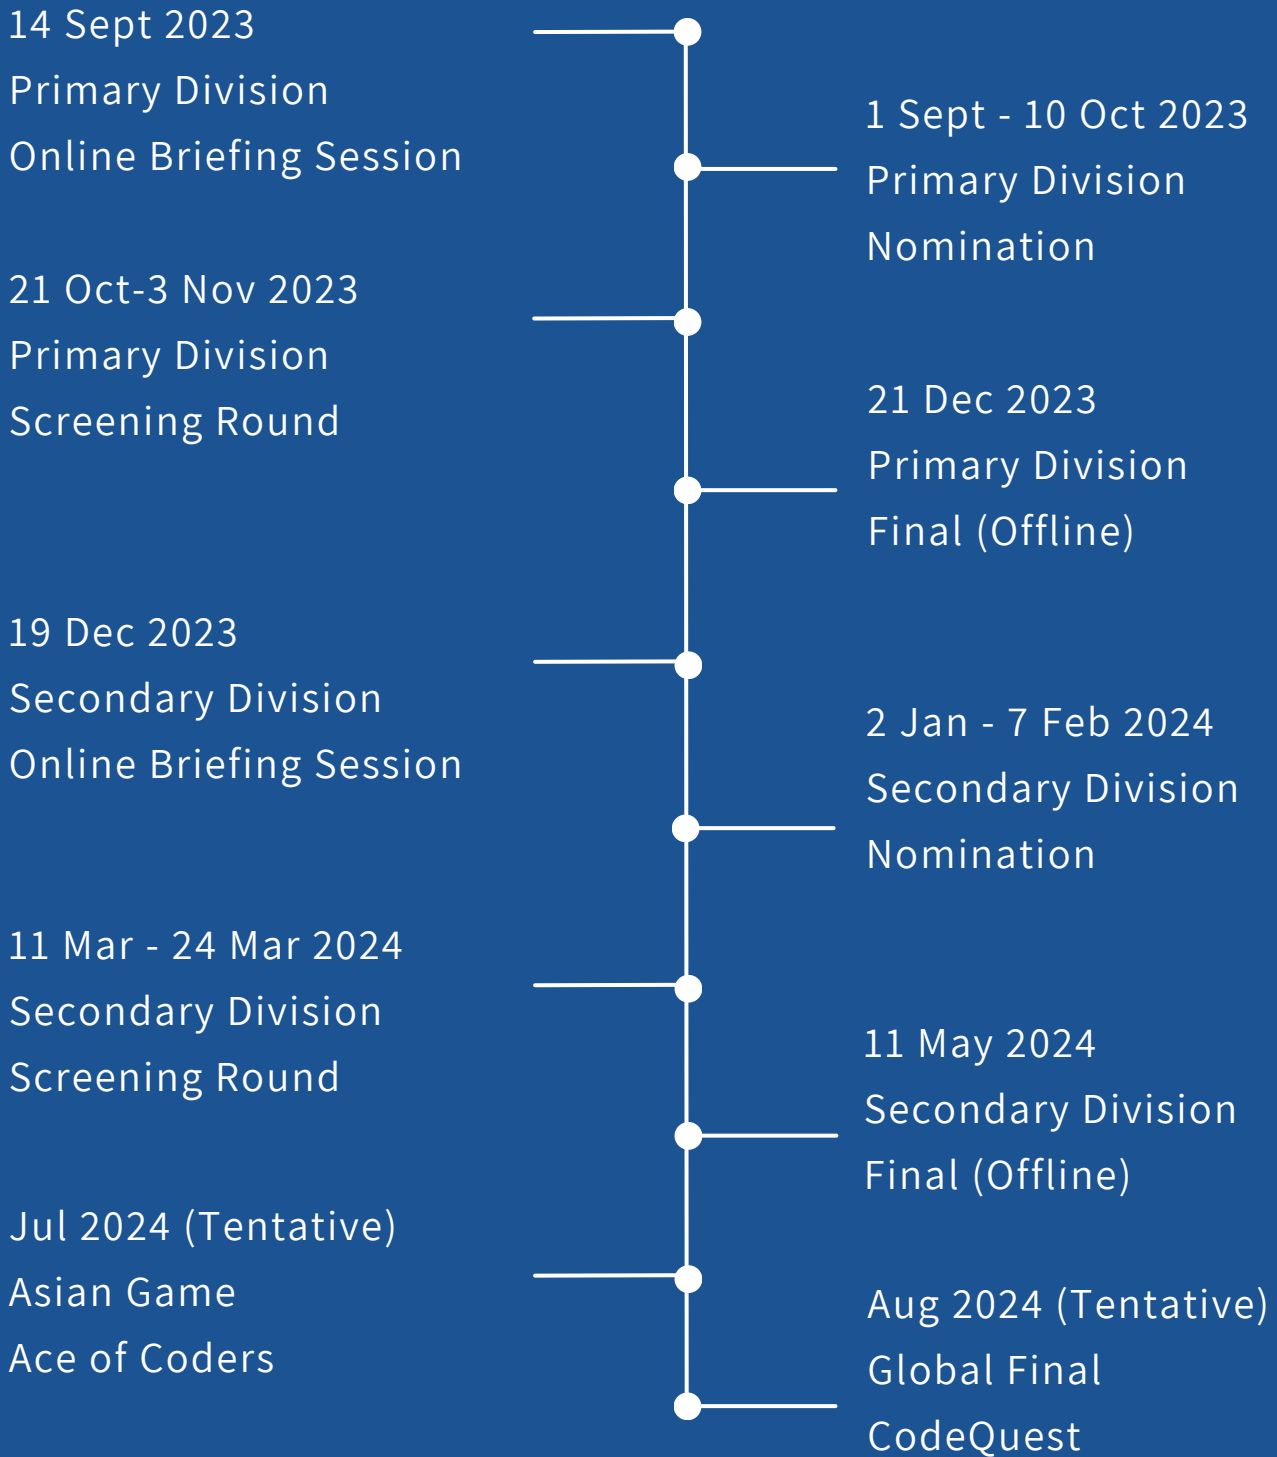 14 Sept 2023
Primary Division
Online Briefing Session
1 Sept - 10 Oct 2023
Primary Division
Nomination
21 Oct-3 Nov 2023
Primary Division
Screening Round
21 Dec 2023
Primary Division
Final (Offline)
19 Dec 2023
Secondary Division
Online Briefing Session
2 Jan - 7 Feb 2024
Secondary Division
Nomination
11 Mar - 24 Mar 2024
Secondary Division
Screening Round
11 May 2024
Secondary Division
Final (Offline)
Jul 2024 (Tentative)
Asian Game
Ace of Coders
Aug 2024 (Tentative)
Global Final
CodeQuest